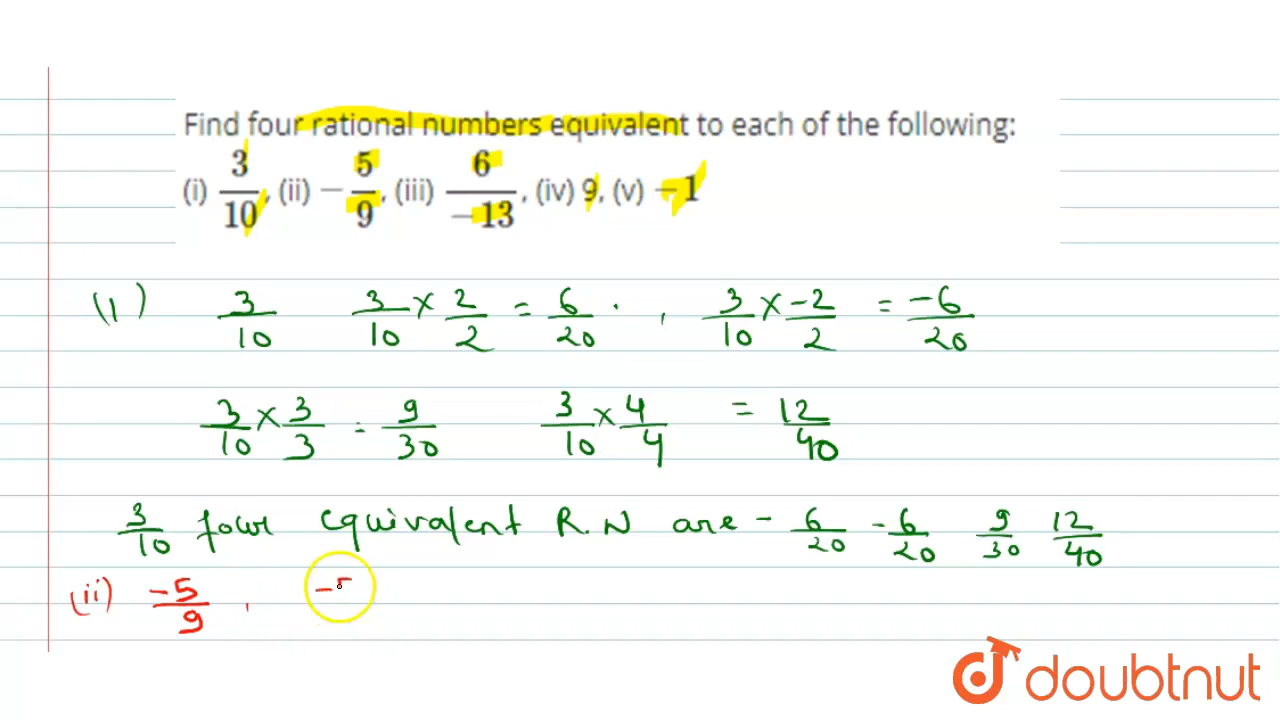 Find four rational numbers equivalent to each of the following:
(i) 3/10, (ii) −5/9, (iii) 6/−13, (iv) 9, (v) −1
(1) 3/10 3/10 × 2/2 = 6/20 . , 3/10 × -2/2 = -6/20
3/10 × 3/3 = 9/30 3/10 × 4/4 = 12/40
3/10 four equivalent R.N are - 6/20 -6/20 9/30 12/40
(ii) -5/9 , -5
doubtnut